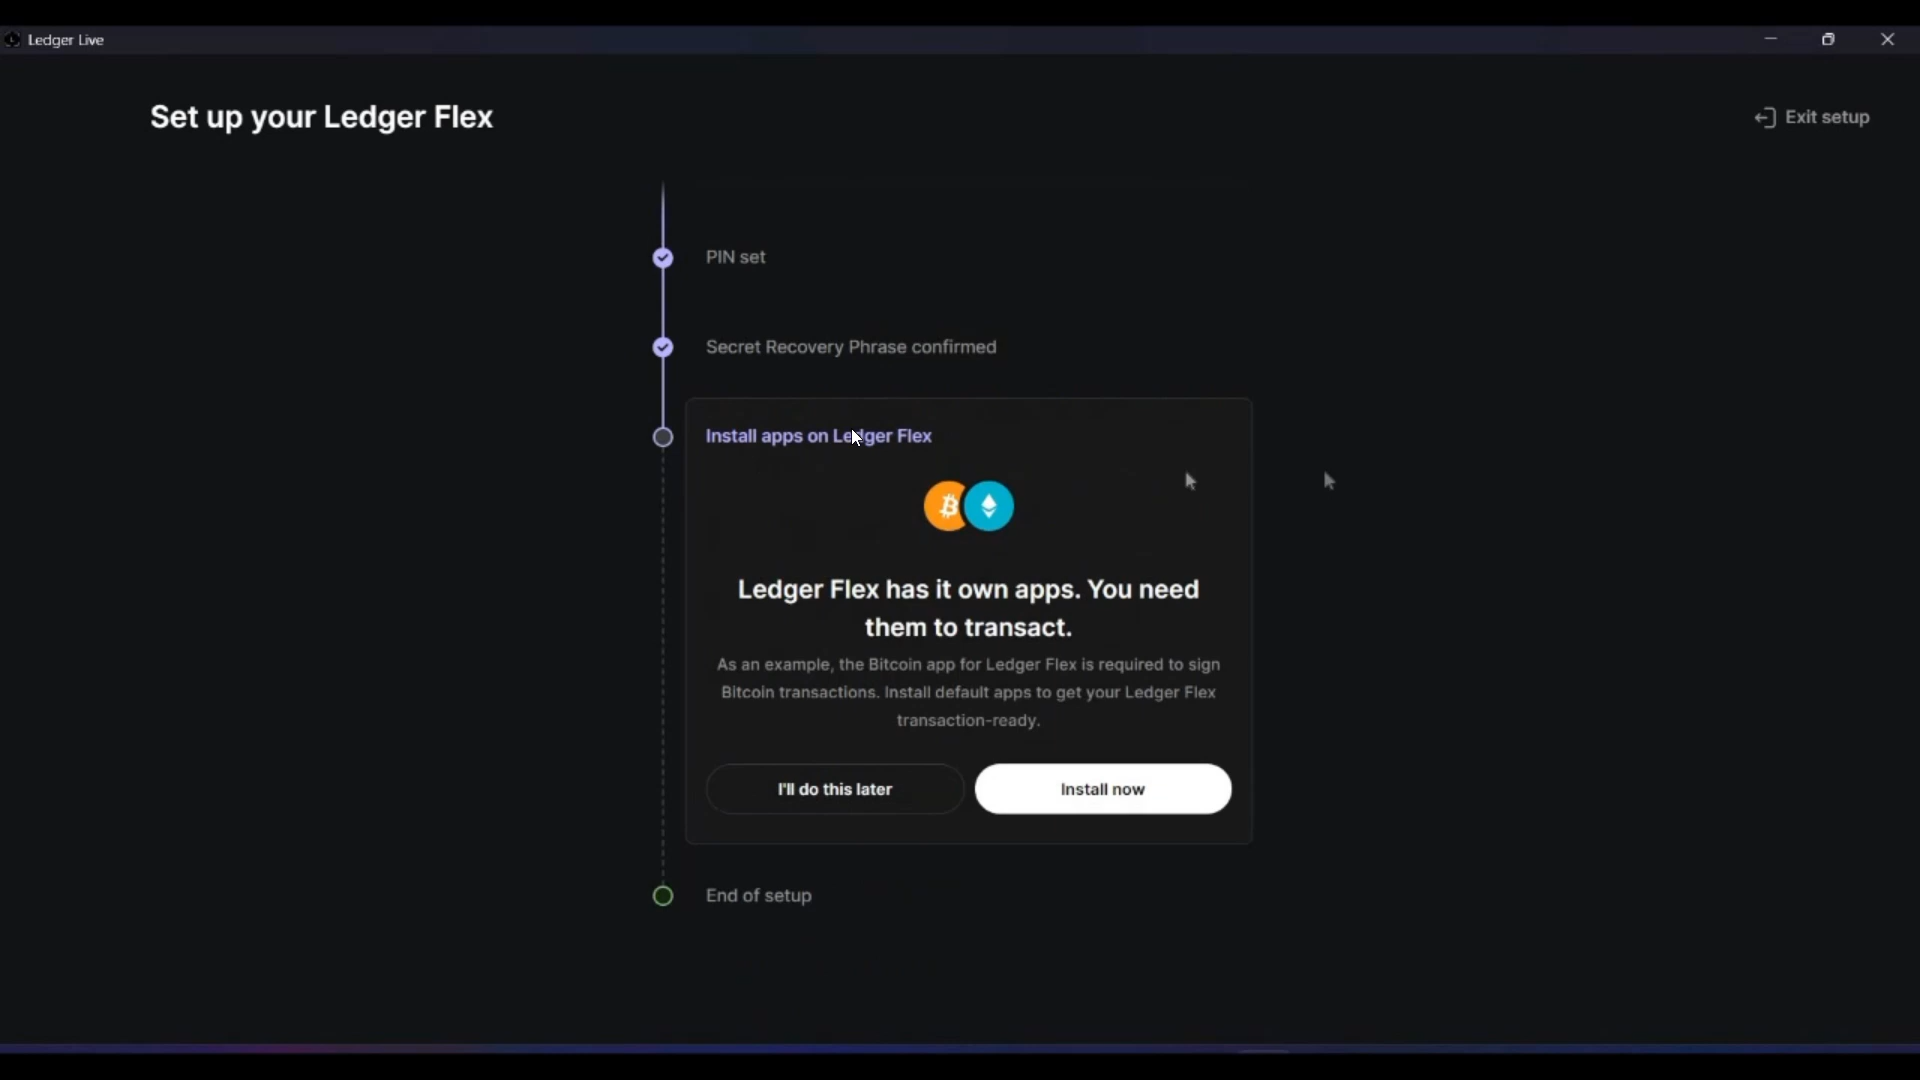 Ledger Live
Set up your Ledger Flex
Exit setup
PIN set
Secret Recovery Phrase confirmed
Install apps on Ledger Flex
Ledger Flex has it own apps. You need
them to transact.
As an example, the Bitcoin app for Ledger Flex is required to sign
Bitcoin transactions. Install default apps to get your Ledger Flex
transaction-ready.
I'll do this later
Install now
End of setup